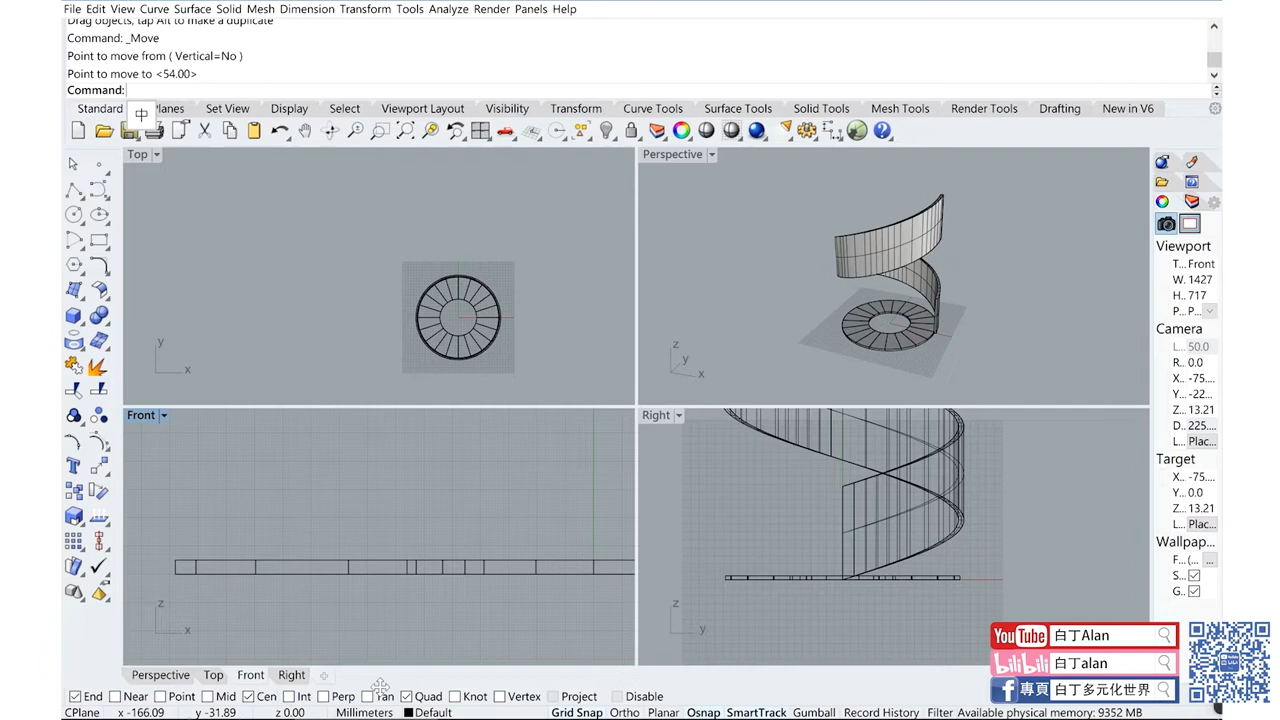 File Edit View Curve Surface Solid Mesh Dimension Transform Tools Analyze Render Panels Help
Drag objects, tap Alt to make a duplicate
Command: _Move
Point to move from ( Vertical=No )
Point to move to <54.00>
Command:
Standard 中 Planes Set View Display Select Viewport Layout Visibility Transform Curve Tools Surface Tools Solid Tools Mesh Tools Render Tools Drafting New in V6
Top
Perspective
Front
Right
y x
z y x
z x
z y
Viewport
T... Front
W. 1427
H... 717
P... P...
Camera
L... 50.0
R... 0.0
X... -75....
Y... -22...
Z... 13.21
D... 225....
L... Plac...
Target
X... -75....
Y... 0.0
Z... 13.21
L... Plac...
Wallpap...
F... (... ...
S...
G...
YouTube 白丁Alan
bilibili 白丁alan
f 專頁 白丁多元化世界
Perspective Top Front Right
End Near Point Mid Cen Int Perp Tan Quad Knot Vertex Project Disable
CPlane x -166.09 y -31.89 z 0.00 Millimeters Default Grid Snap Ortho Planar Osnap SmartTrack Gumball Record History Filter Available physical memory: 9352 MB